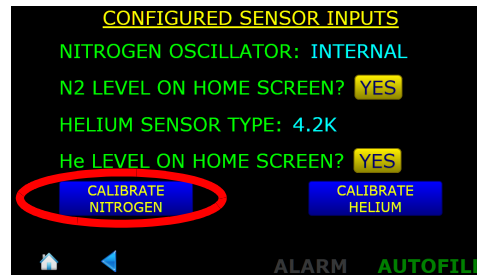 CONFIGURED SENSOR INPUTS
NITROGEN OSCILLATOR: INTERNAL
N2 LEVEL ON HOME SCREEN? YES
HELIUM SENSOR TYPE: 4.2K
He LEVEL ON HOME SCREEN? YES
CALIBRATE
NITROGEN
CALIBRATE
HELIUM
ALARM AUTOFILL